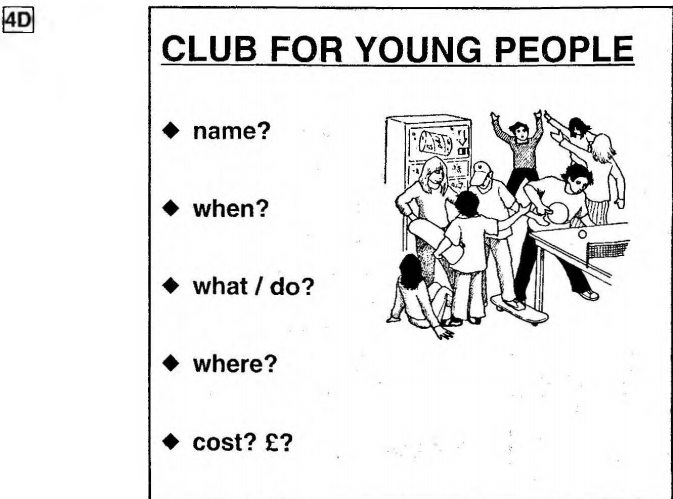 4D
CLUB FOR YOUNG PEOPLE
◆ name?
◆ when?
◆ what / do?
◆ where?
◆ cost? £?